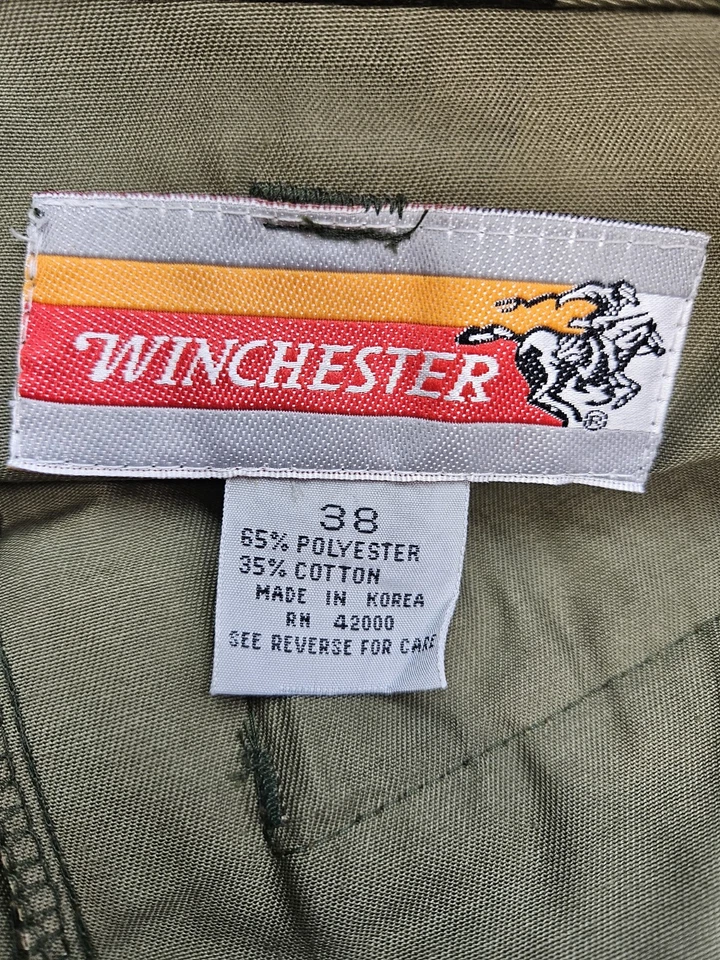 WINCHESTER
®
38
65% POLYESTER
35% COTTON
MADE IN KOREA
RN 42000
SEE REVERSE FOR CARE